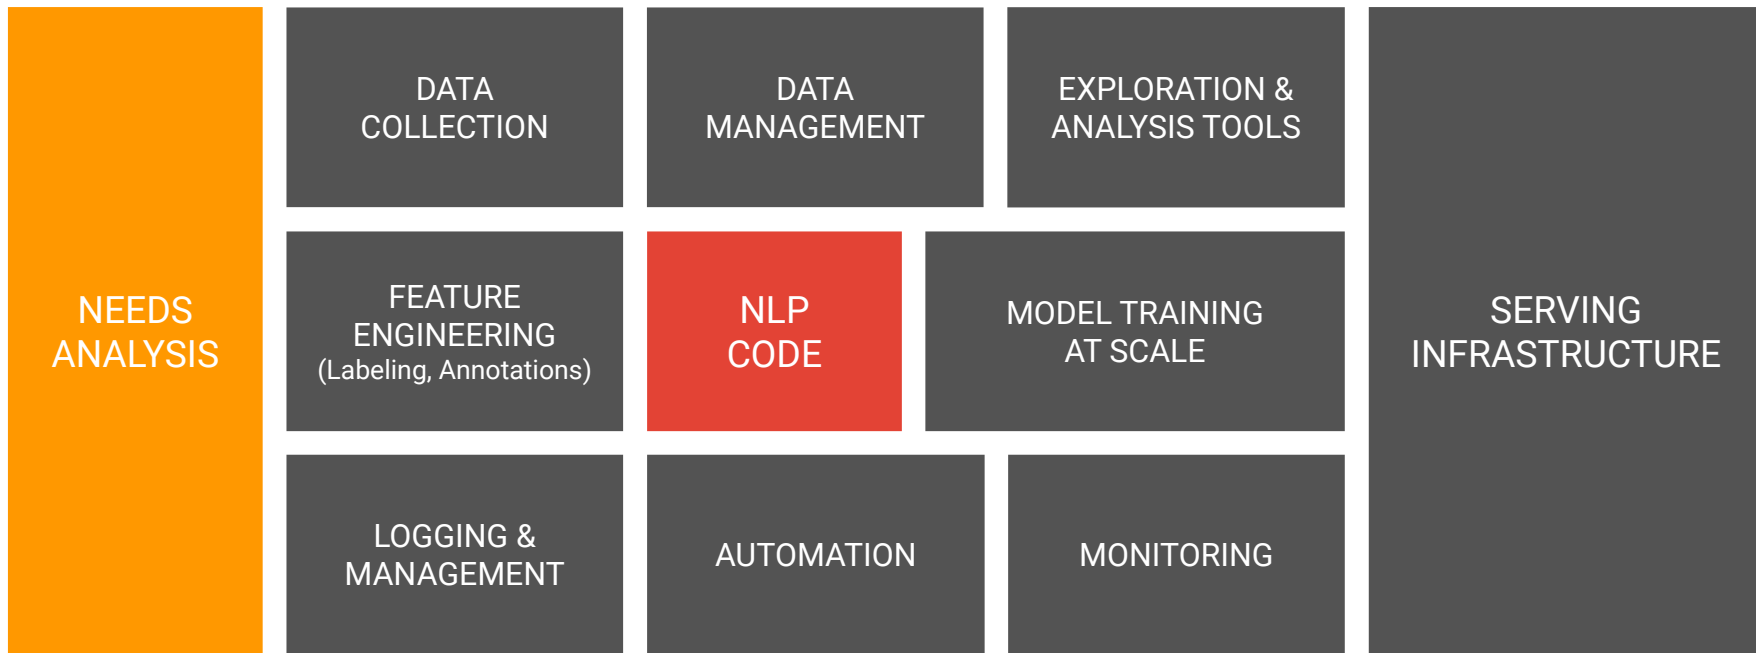 NEEDS
ANALYSIS
DATA
COLLECTION
DATA
MANAGEMENT
EXPLORATION &
ANALYSIS TOOLS
FEATURE
ENGINEERING
(Labeling, Annotations)
NLP
CODE
MODEL TRAINING
AT SCALE
LOGGING &
MANAGEMENT
AUTOMATION
MONITORING
SERVING
INFRASTRUCTURE